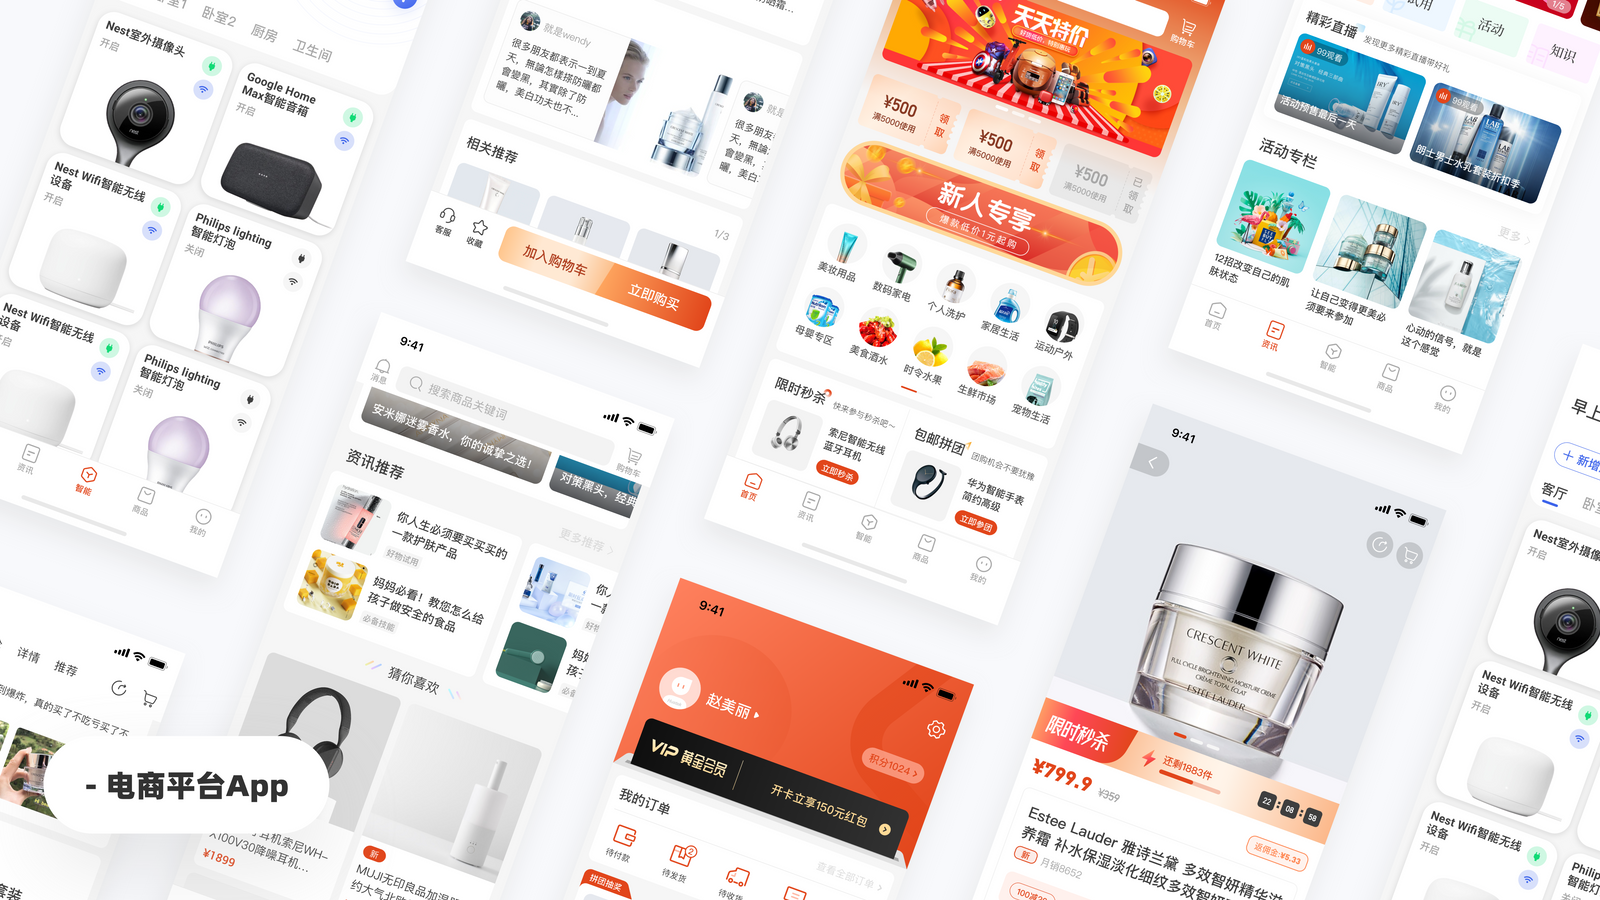 卧室2
厨房
卫生间
Nest室外摄像头
开启
Google Home
Max智能音箱
开启
Nest Wifi智能无线
设备
开启
Philips lighting
智能灯泡
关闭
Nest Wifi智能无线
设备
开启
Philips lighting
智能灯泡
关闭
资讯
智能
商品
我的
就是wendy
很多朋友都表示一到夏
天，無論怎樣搽防曬都
會變黑，其實除了防
曬，美白功夫也不...
很多朋友
天，無
會變黑，
曬，美白
相关推荐
1/3
客服
收藏
加入购物车
立即购买
9:41
消息
搜索商品关键词
购物车
安米娜迷雾香水，你的诚挚之选！
对策黑头，经典
资讯推荐
更多推荐
你人生必须要买买买的
一款护肤产品
好物试用
妈妈必看！教您怎么给
孩子做安全的食品
必备技能
猜你喜欢
耳机索尼WH-
X100V30降噪耳机...
¥1899
新
MUJI无印良品加湿
详情
推荐
到爆炸，真的买了不吃亏买了不
- 电商平台App
购物车
天天特价
¥500
满5000使用
领取
¥500
满5000使用
领取
¥500
满5000使用
已领取
新人专享
爆款低价1元起购
美妆用品
数码家电
个人洗护
家居生活
运动户外
母婴专区
美食酒水
时令水果
生鲜市场
宠物生活
限时秒杀
快来参与秒杀吧~
索尼智能无线
蓝牙耳机
立即秒杀
包邮拼团
团购机会不要犹豫
华为智能手表
简约高级
立即参团
首页
资讯
智能
商品
我的
9:41
赵美丽
积分1024
VIP 黄金会员
开卡立享150元红包
我的订单
查看全部订单
待付款
待发货
2
待收货
拼团抽奖
1/5
活动
知识
精彩直播
发现更多精彩直播带好礼
99观看
活动预售最后一天
99观看
朗士男士水乳套装折扣季
活动专栏
更多
12招改变自己的肌
肤状态
让自己变得更美必
须要来参加
心动的信号，就是
这个感觉
首页
资讯
智能
商品
我的
9:41
CRESCENT WHITE
FULL CYCLE BRIGHTENING MOISTURE CREME
CRÈME TOTAL ÉCLAT
ESTĒE LAUDER
限时秒杀
还剩1883件
¥799.9
¥359
22:08:58
Estee Lauder 雅诗兰黛 多效智妍精华滋
养霜 补水保湿淡化细纹多效智妍
返佣金:¥5.33
新
月销8652
早上
+ 新增
客厅
Nest室外摄像
开启
Nest Wifi智能无线
设备
开启
Nest Wifi智能无线
设备
开启
Philips
智能灯
关闭